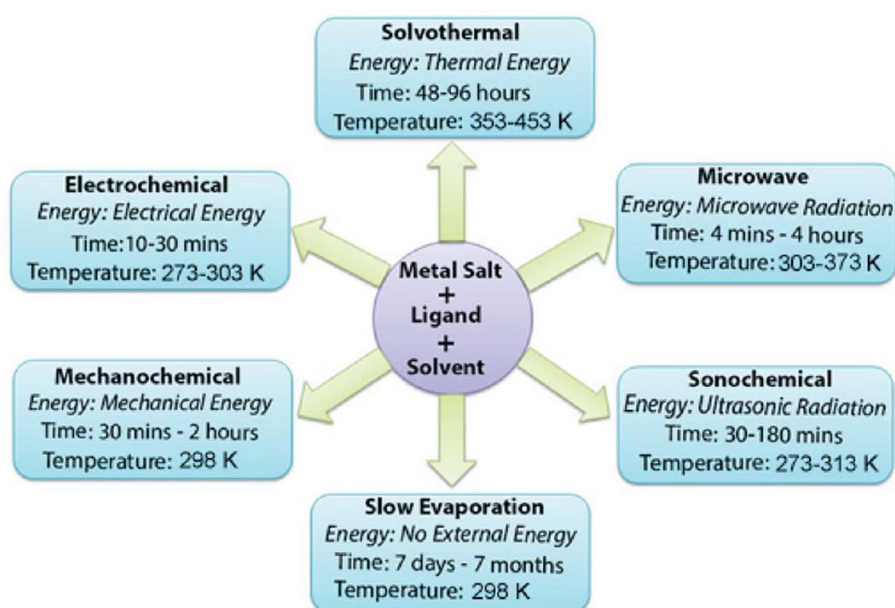 Solvothermal
Energy: Thermal Energy
Time: 48-96 hours
Temperature: 353-453 K
Electrochemical
Energy: Electrical Energy
Time:10-30 mins
Temperature: 273-303 K
Microwave
Energy: Microwave Radiation
Time: 4 mins - 4 hours
Temperature: 303-373 K
Metal Salt
+
Ligand
+
Solvent
Mechanochemical
Energy: Mechanical Energy
Time: 30 mins - 2 hours
Temperature: 298 K
Sonochemical
Energy: Ultrasonic Radiation
Time: 30-180 mins
Temperature: 273-313 K
Slow Evaporation
Energy: No External Energy
Time: 7 days - 7 months
Temperature: 298 K